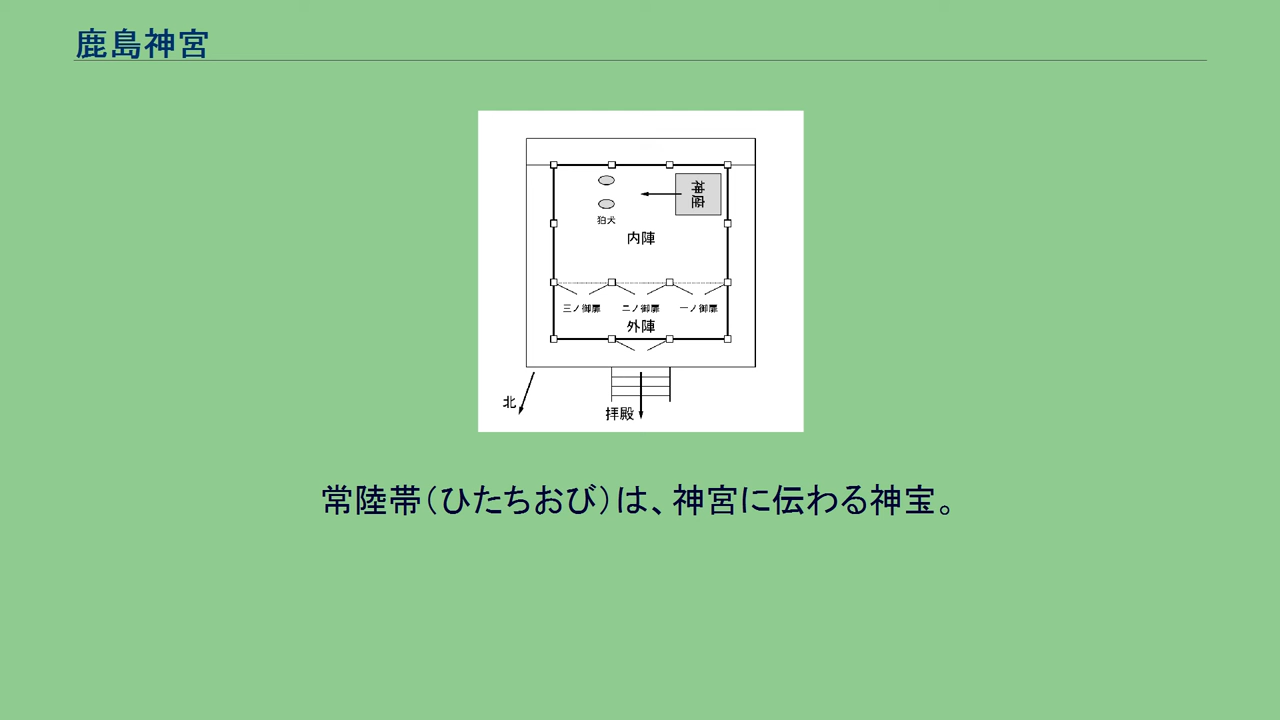 鹿島神宮
神座
狛犬
内陣
三ノ御扉 二ノ御扉 一ノ御扉
外陣
北
拝殿
常陸帯(ひたちおび)は、神宮に伝わる神宝。